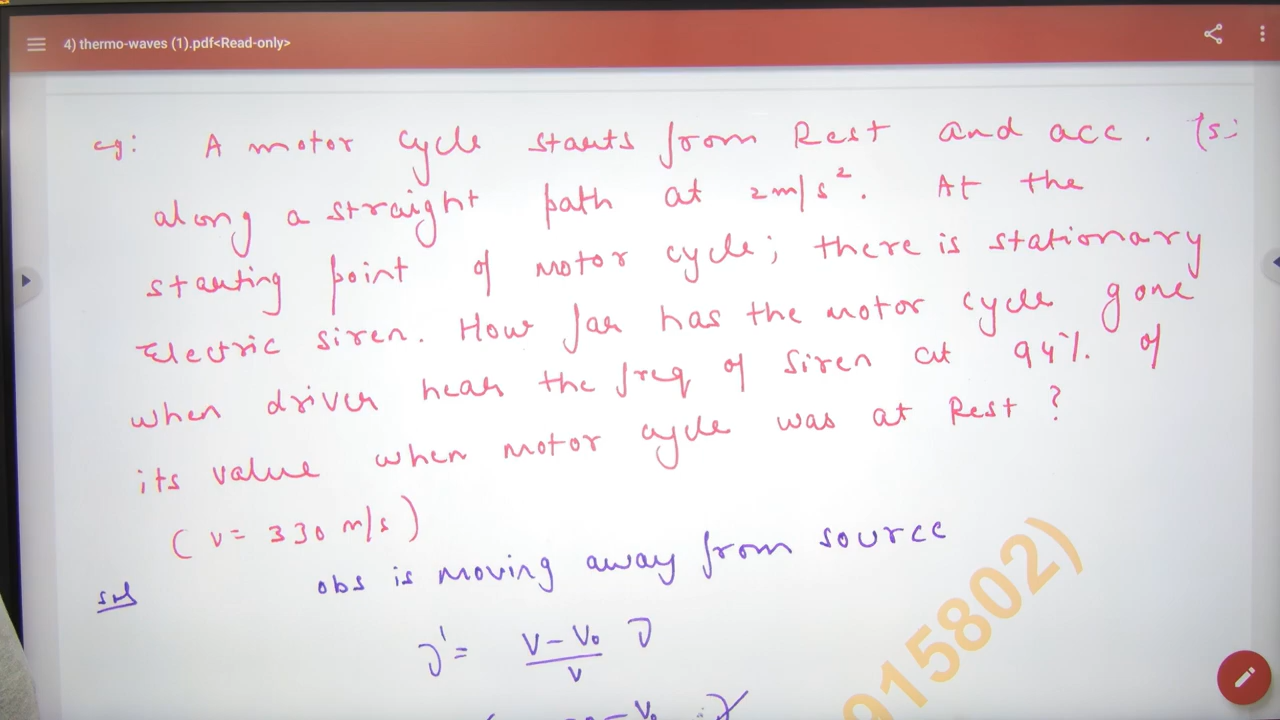 4) thermo-waves (1).pdf<Read-only>
eg: A motor cycle starts from Rest and acc.
along a straight path at 2m/s². At the
starting point of motor cycle; there is stationary
Electric siren. How far has the motor cycle gone
when driver hears the freq of siren at 94% of
its value when motor cycle was at Rest ?
( v = 330 m/s )
sol obs is moving away from source
ν' = V - V₀ / V ν
- V₀
915802)